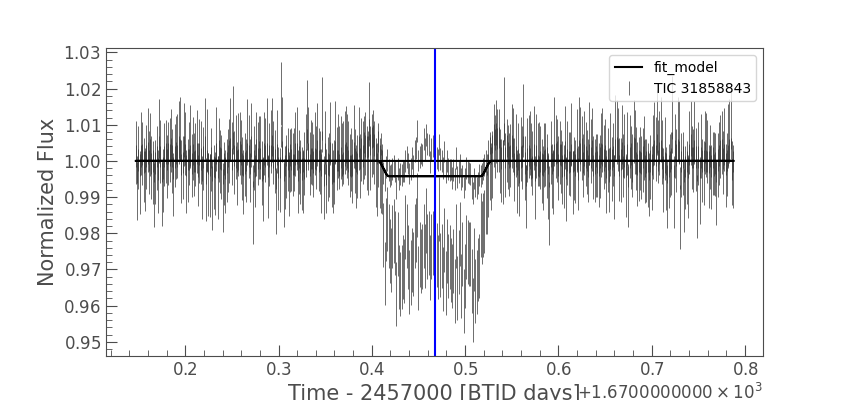 1.03
1.02
1.01
1.00
0.99
0.98
0.97
0.96
0.95
Normalized Flux
fit_model
TIC 31858843
0.2 0.3 0.4 0.5 0.6 0.7 0.8
Time - 2457000 [BTJD days]
+1.6700000000 × 10³